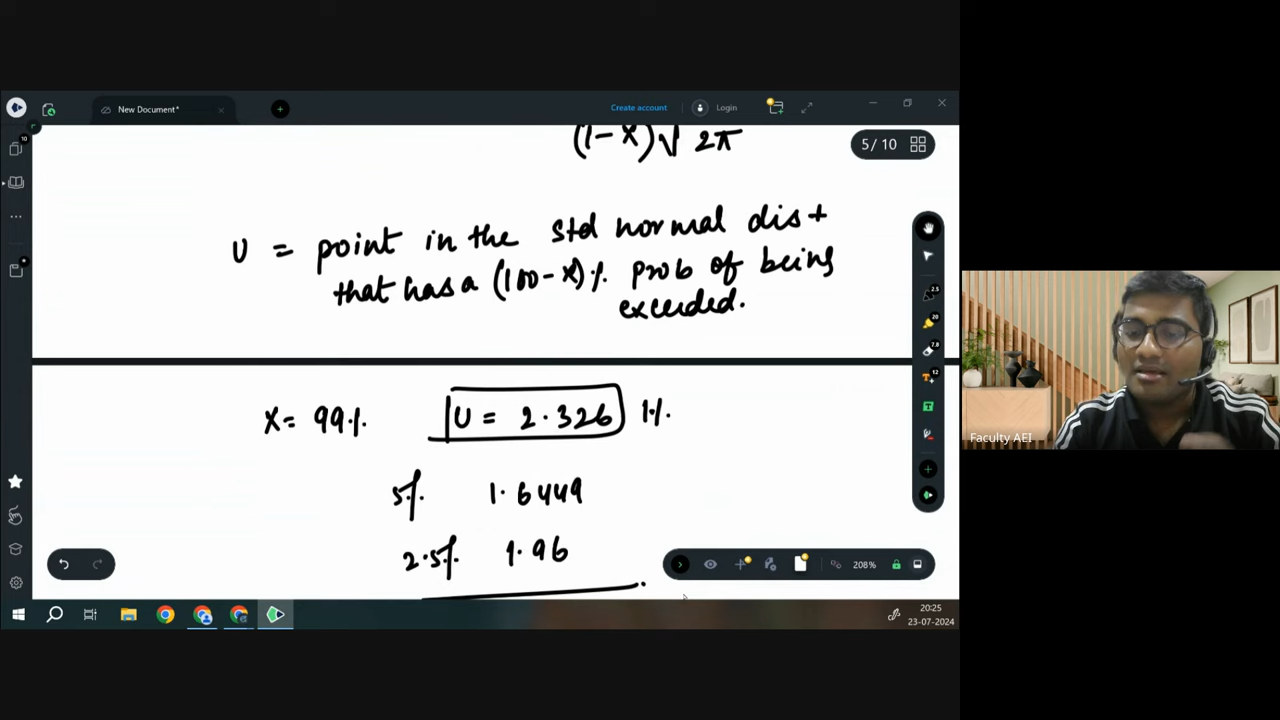 New Document*
Create account
Login
(1-X)√2π
5/ 10
U = point in the std normal dist
that has a (100-X)% prob of being
exceeded.
X= 99%. U = 2.326 1%.
5% 1.6449
2.5% 1.96
208%
Faculty AEI
20:25
23-07-2024